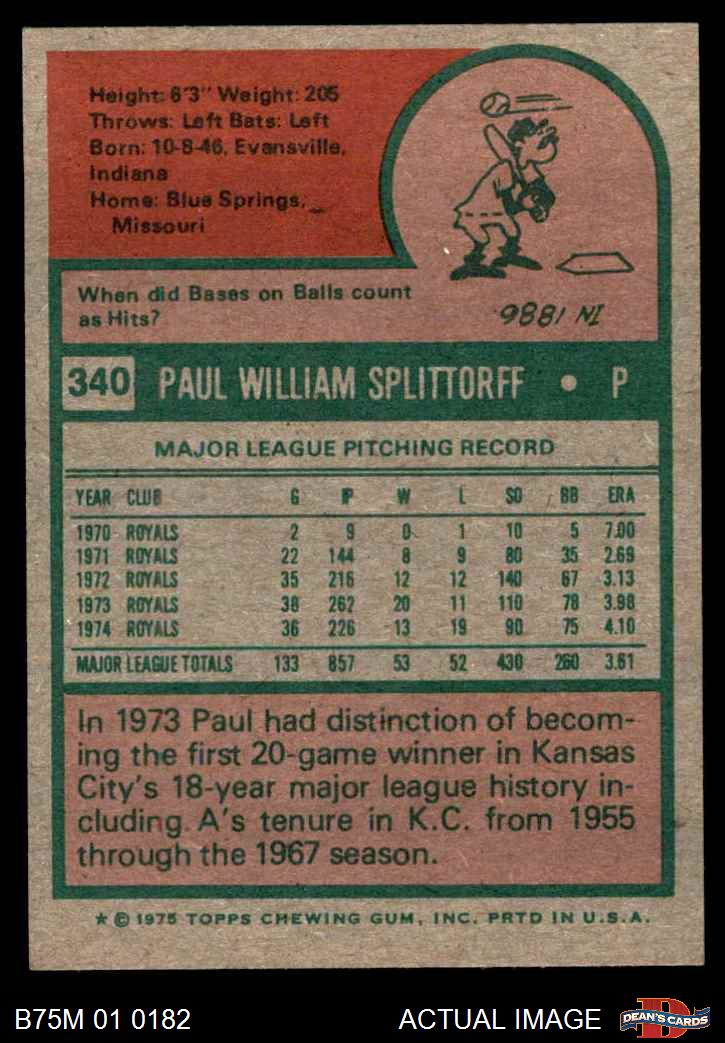 Height: 6'3" Weight: 205
Throws: Left Bats: Left
Born: 10-8-46, Evansville,
Indiana
Home: Blue Springs,
Missouri
When did Bases on Balls count
as Hits?
IN 1886
340 PAUL WILLIAM SPLITTORFF • P
MAJOR LEAGUE PITCHING RECORD
YEAR CLUB G IP W L SO BB ERA
1970 ROYALS 2 9 0 1 10 5 7.00
1971 ROYALS 22 144 8 9 80 35 2.69
1972 ROYALS 35 216 12 12 140 67 3.13
1973 ROYALS 38 262 20 11 110 78 3.98
1974 ROYALS 36 226 13 19 90 75 4.10
MAJOR LEAGUE TOTALS 133 857 53 52 430 260 3.61
In 1973 Paul had distinction of becom-
ing the first 20-game winner in Kansas
City's 18-year major league history in-
cluding A's tenure in K.C. from 1955
through the 1967 season.
★ © 1975 TOPPS CHEWING GUM, INC. PRTD IN U.S.A.
B75M 01 0182 ACTUAL IMAGE DEAN'S CARDS